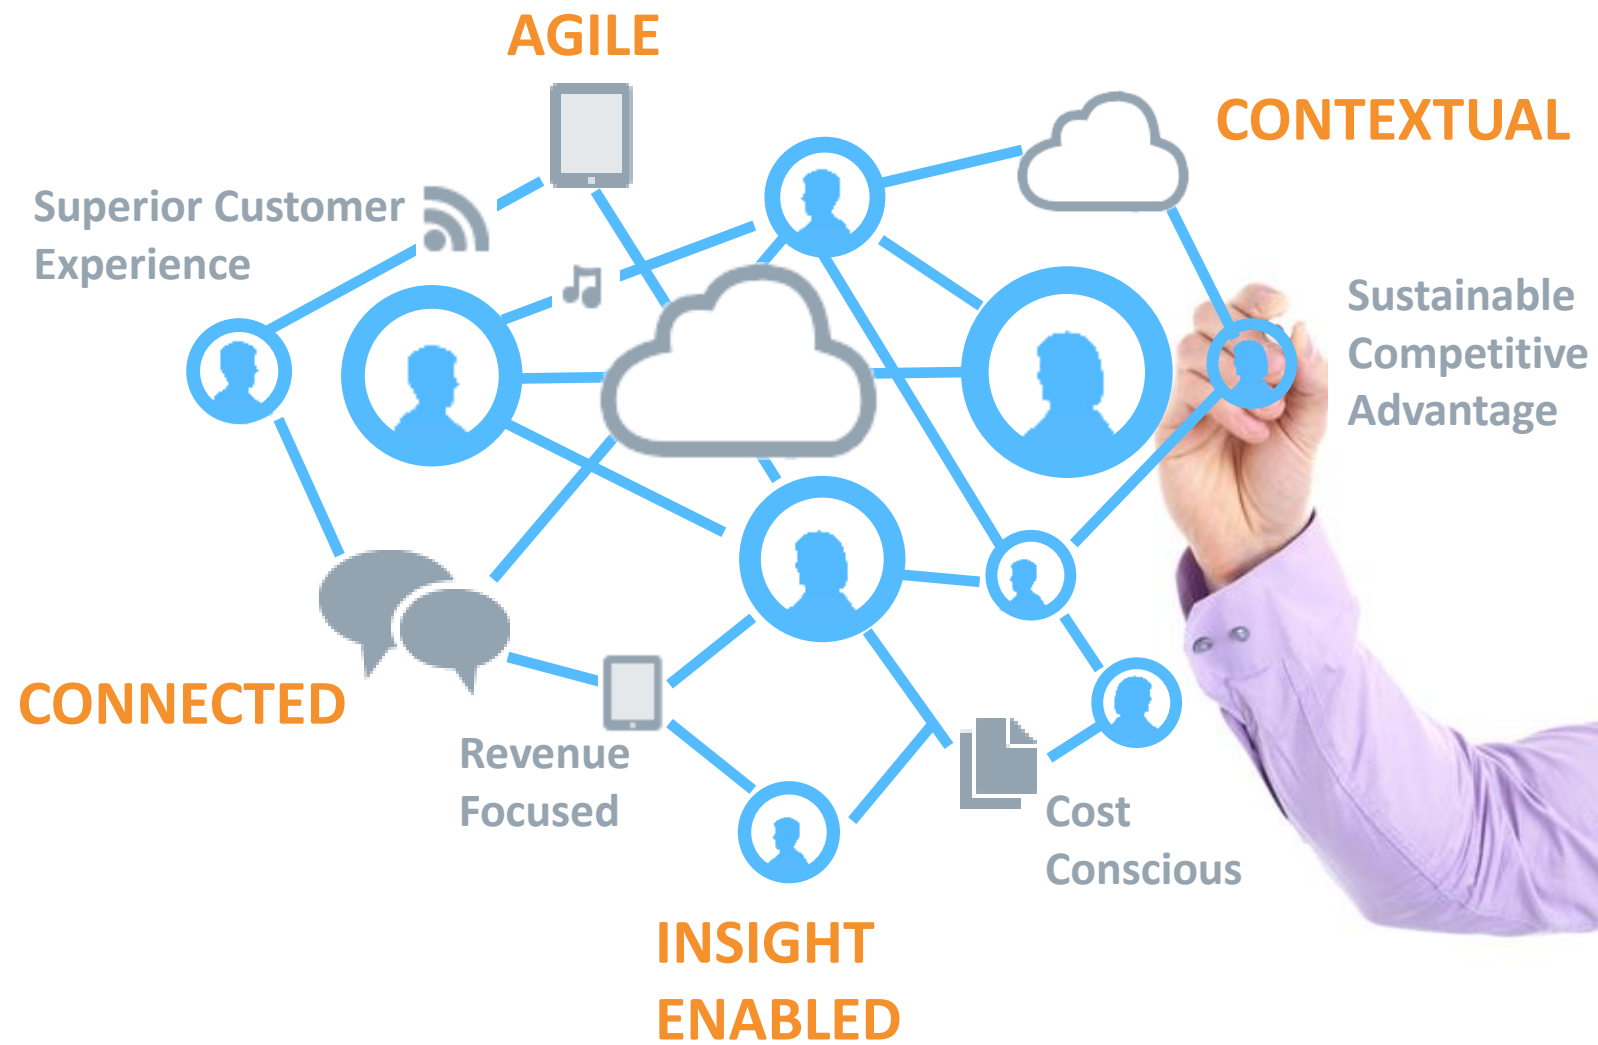 AGILE
CONTEXTUAL
Superior Customer
Experience
Sustainable
Competitive
Advantage
CONNECTED
Revenue
Focused
Cost
Conscious
INSIGHT
ENABLED